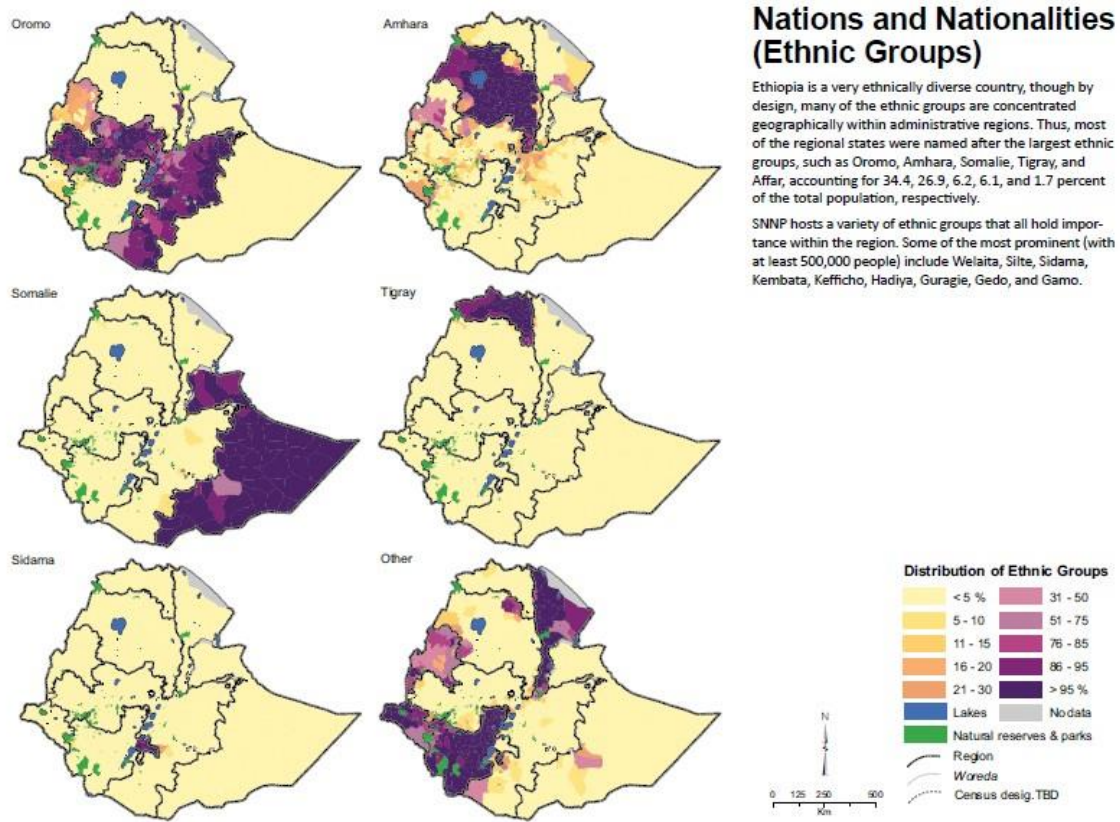 Nations and Nationalities
(Ethnic Groups)
Ethiopia is a very ethnically diverse country, though by
design, many of the ethnic groups are concentrated
geographically within administrative regions. Thus, most
of the regional states were named after the largest ethnic
groups, such as Oromo, Amhara, Somalie, Tigray, and
Affar, accounting for 34.4, 26.9, 6.2, 6.1, and 1.7 percent
of the total population, respectively.
SNNP hosts a variety of ethnic groups that all hold impor-
tance within the region. Some of the most prominent (with
at least 500,000 people) include Welaita, Silte, Sidama,
Kembata, Kefficho, Hadiya, Guragie, Gedo, and Gamo.
Oromo
Amhara
Somalie
Tigray
Sidama
Other
Distribution of Ethnic Groups
< 5 %
31 - 50
5 - 10
51 - 75
11 - 15
76 - 85
16 - 20
86 - 95
21 - 30
> 95 %
Lakes
No data
Natural reserves & parks
Region
Woreda
Census desig. TBD
N
0 125 250 500
Km